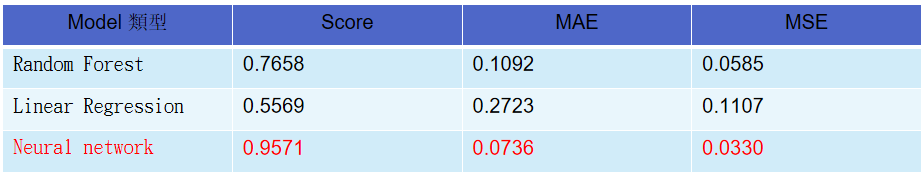 Model 類型 Score MAE MSE
Random Forest 0.7658 0.1092 0.0585
Linear Regression 0.5569 0.2723 0.1107
Neural network 0.9571 0.0736 0.0330